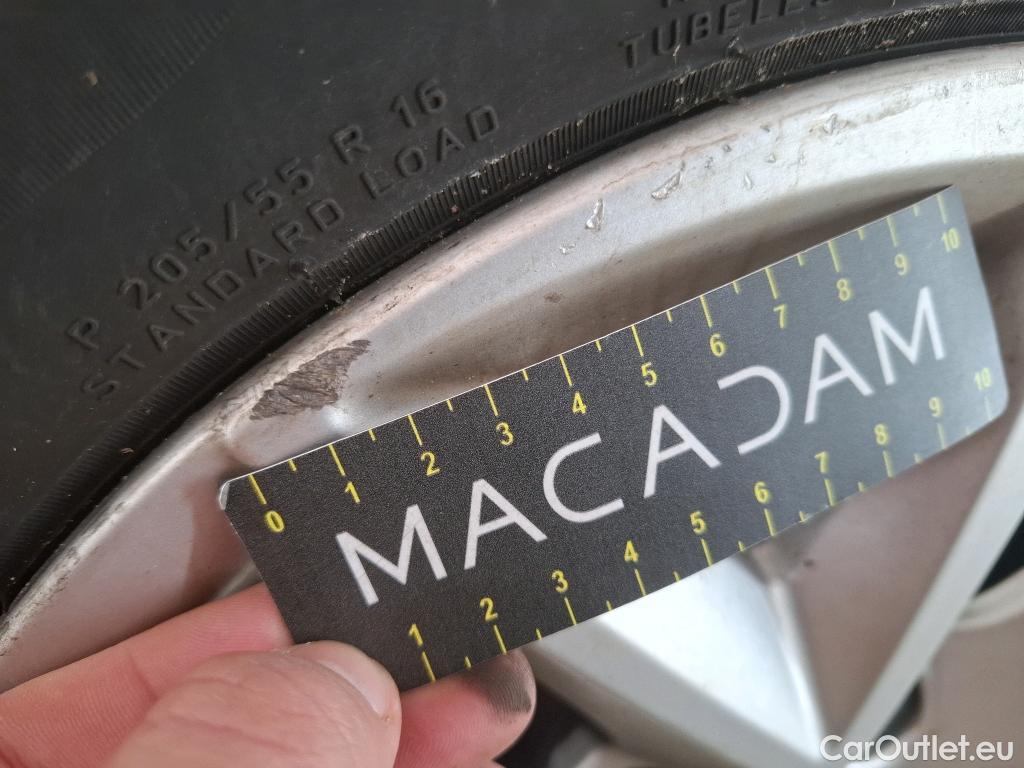 TUBELESS
P 205/55 R 16
STANDARD LOAD
0 1 2 3 4 5 6 7 8 9 10
MACADAM
1 2 3 4 5 6 7 8 9 10
CarOutlet.eu